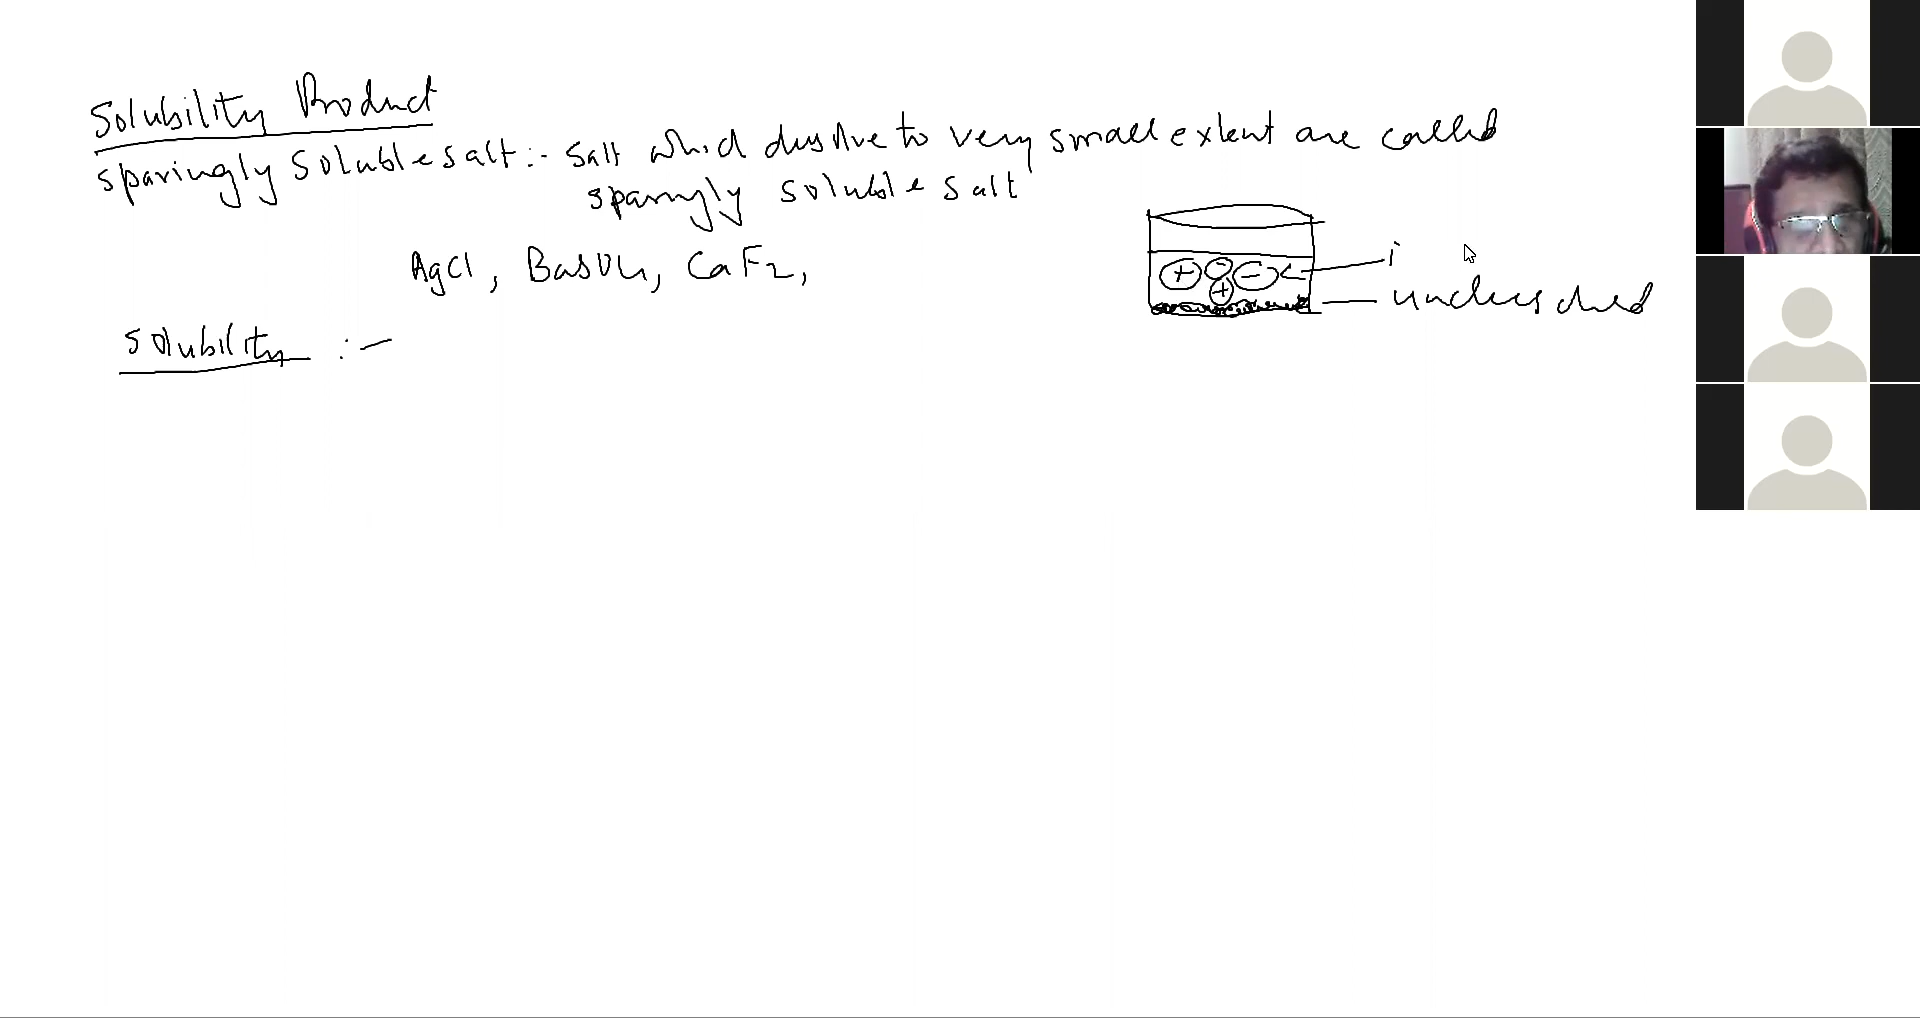 Solubility Product
sparingly soluble salt :- Salt which dissolve to very small extent are called
sparingly soluble salt
AgCl, BaSO4, CaF2,
+ - - +
i
undissolved
Solubility :-